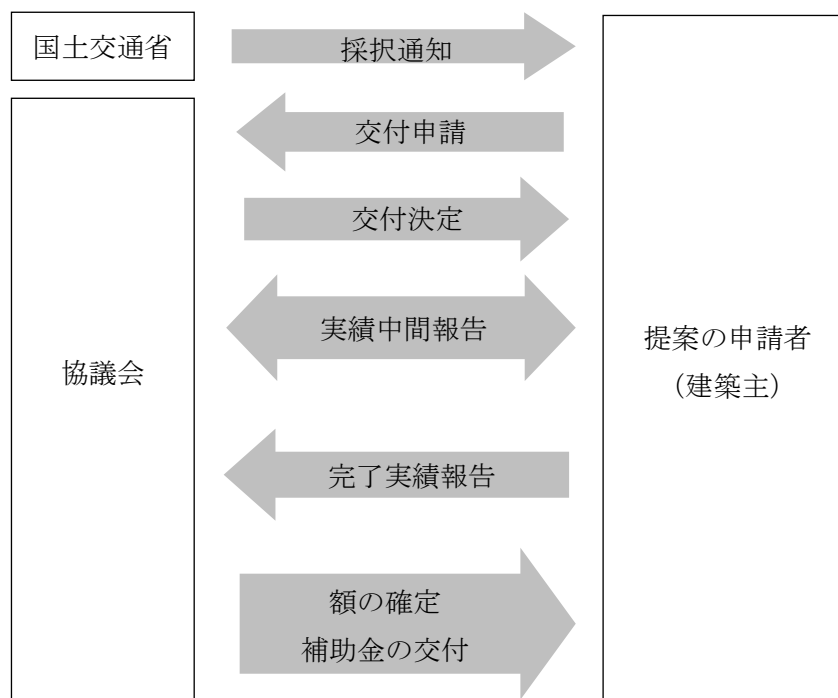 国土交通省
採択通知
交付申請
交付決定
実績中間報告
協議会
提案の申請者
（建築主）
完了実績報告
額の確定
補助金の交付